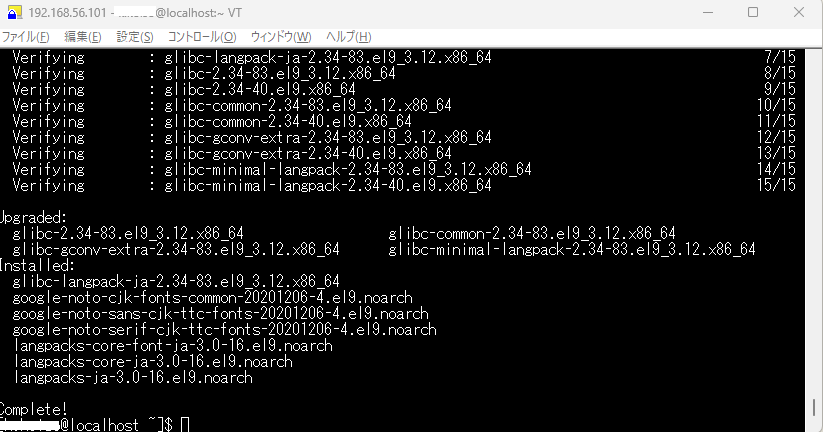 192.168.56.101 - @localhost:~ VT
ファイル(F) 編集(E) 設定(S) コントロール(O) ウィンドウ(W) ヘルプ(H)
Verifying : glibc-langpack-ja-2.34-83.el9_3.12.x86_64 7/15
Verifying : glibc-2.34-83.el9_3.12.x86_64 8/15
Verifying : glibc-2.34-40.el9.x86_64 9/15
Verifying : glibc-common-2.34-83.el9_3.12.x86_64 10/15
Verifying : glibc-common-2.34-40.el9.x86_64 11/15
Verifying : glibc-gconv-extra-2.34-83.el9_3.12.x86_64 12/15
Verifying : glibc-gconv-extra-2.34-40.el9.x86_64 13/15
Verifying : glibc-minimal-langpack-2.34-83.el9_3.12.x86_64 14/15
Verifying : glibc-minimal-langpack-2.34-40.el9.x86_64 15/15
Upgraded:
glibc-2.34-83.el9_3.12.x86_64 glibc-common-2.34-83.el9_3.12.x86_64
glibc-gconv-extra-2.34-83.el9_3.12.x86_64 glibc-minimal-langpack-2.34-83.el9_3.12.x86_64
Installed:
glibc-langpack-ja-2.34-83.el9_3.12.x86_64
google-noto-cjk-fonts-common-20201206-4.el9.noarch
google-noto-sans-cjk-ttc-fonts-20201206-4.el9.noarch
google-noto-serif-cjk-ttc-fonts-20201206-4.el9.noarch
langpacks-core-font-ja-3.0-16.el9.noarch
langpacks-core-ja-3.0-16.el9.noarch
langpacks-ja-3.0-16.el9.noarch
Complete!
@localhost ~]$